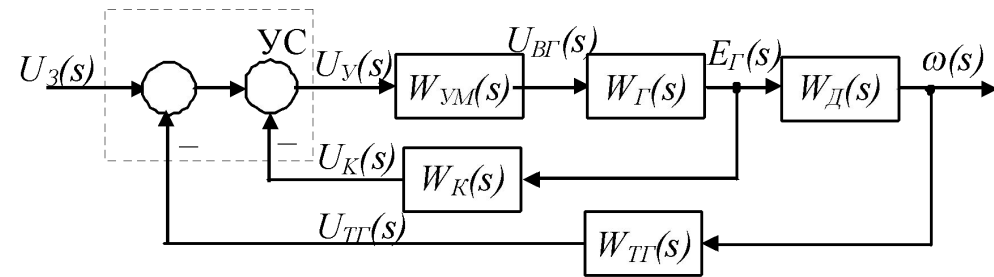 УС
U_З(s) U_У(s) W_УМ(s) U_ВГ(s) W_Г(s) E_Г(s) W_Д(s) ω(s)
– –
U_К(s) W_К(s)
U_ТГ(s) W_ТГ(s)